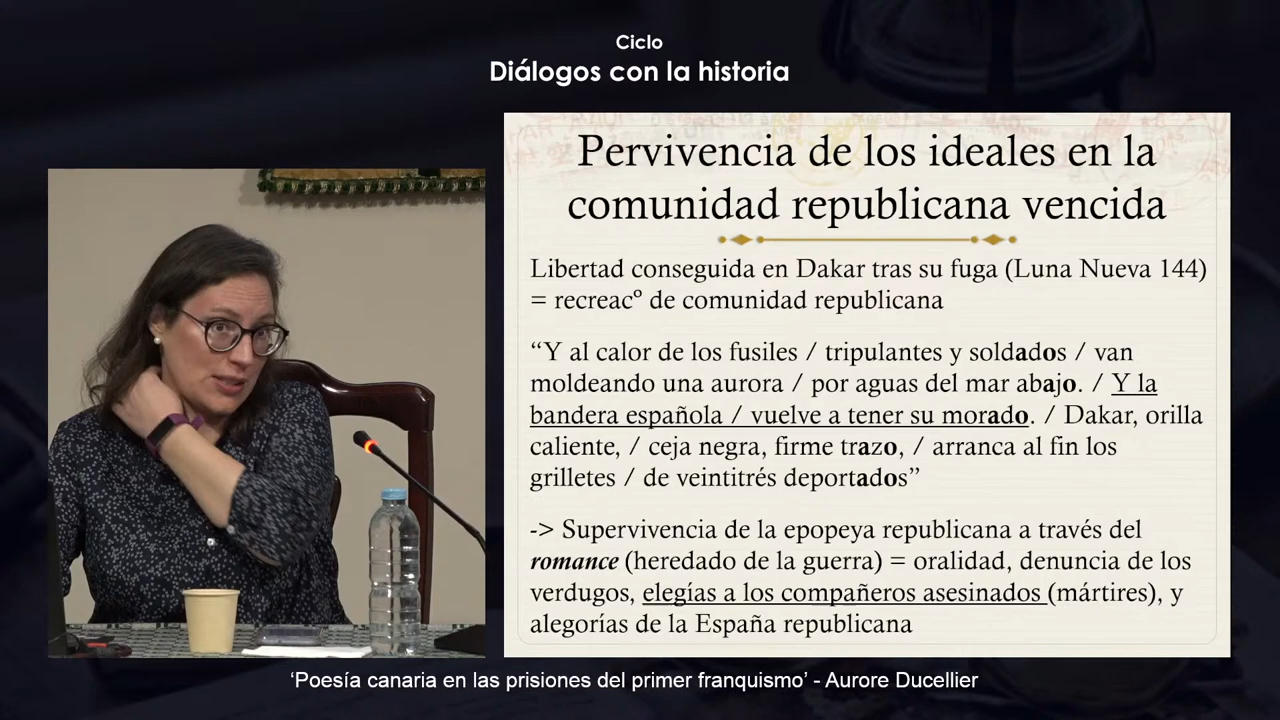 Ciclo
Diálogos con la historia
Pervivencia de los ideales en la
comunidad republicana vencida
Libertad conseguida en Dakar tras su fuga (Luna Nueva 144)
= recreacº de comunidad republicana
“Y al calor de los fusiles / tripulantes y soldados / van
moldeando una aurora / por aguas del mar abajo. / Y la
bandera española / vuelve a tener su morado. / Dakar, orilla
caliente, / ceja negra, firme trazo, / arranca al fin los
grilletes / de veintitrés deportados”
-> Supervivencia de la epopeya republicana a través del
romance (heredado de la guerra) = oralidad, denuncia de los
verdugos, elegías a los compañeros asesinados (mártires), y
alegorías de la España republicana
‘Poesía canaria en las prisiones del primer franquismo’ - Aurore Ducellier